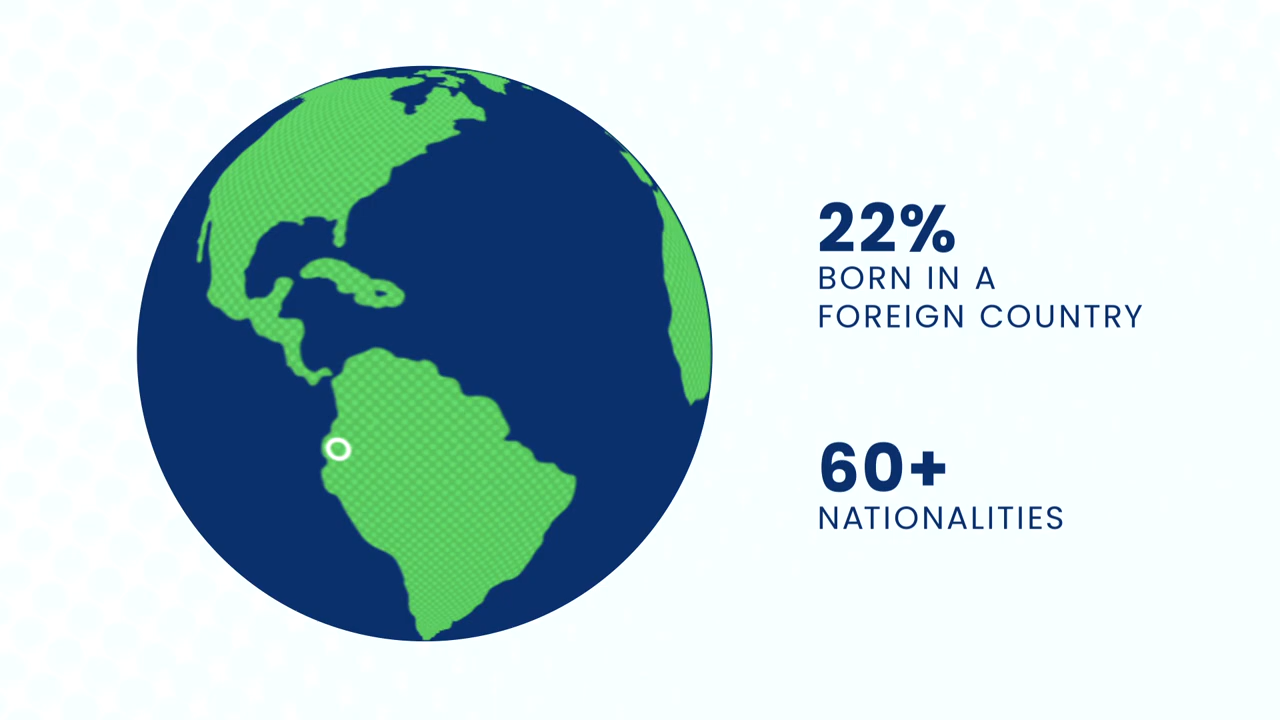 22%
BORN IN A
FOREIGN COUNTRY
60+
NATIONALITIES